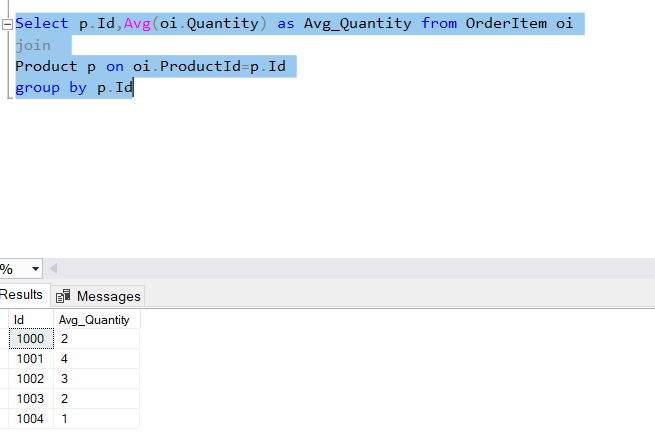 Select p.Id,Avg(oi.Quantity) as Avg_Quantity from OrderItem oi
join
Product p on oi.ProductId=p.Id
group by p.Id
%
Results Messages
Id Avg_Quantity
1000 2
1001 4
1002 3
1003 2
1004 1